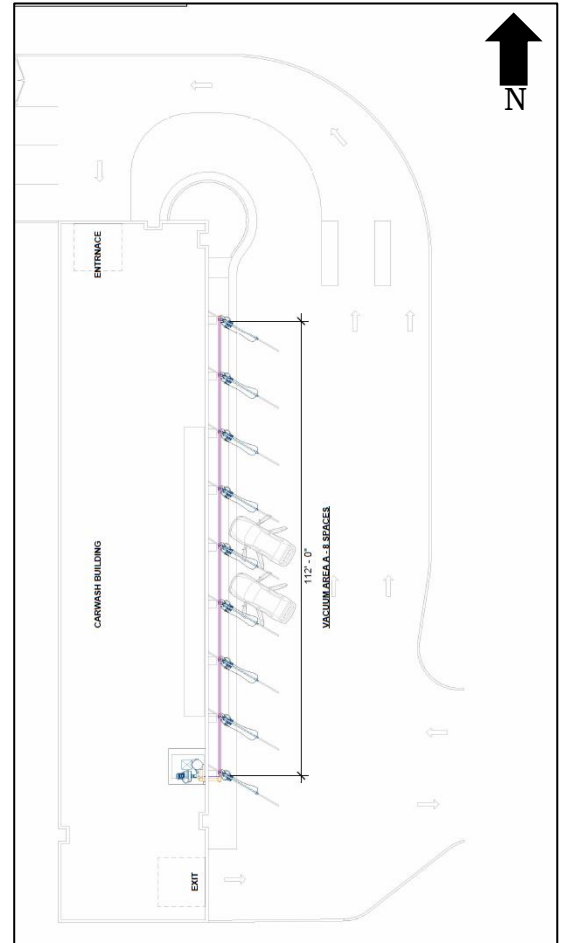 N
ENTRNACE
CARWASH BUILDING
112' - 0"
VACUUM AREA A - 8 SPACES
EXIT